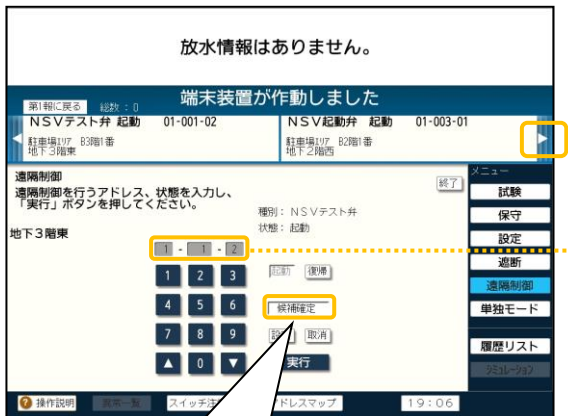 放水情報はありません。
端末装置が作動しました
第1報に戻る 総数：0
NSVテスト弁 起動 01-001-02
駐車場エリア B3階1番
地下3階東
NSV起動弁 起動 01-003-01
駐車場エリア B2階1番
地下2階西
遠隔制御
遠隔制御を行うアドレス、状態を入力し、
「実行」ボタンを押してください。
終了
種別：NSVテスト弁
状態：起動
地下3階東
1 - 1 - 2
1 2 3
起動 復帰
4 5 6
候補確定
7 8 9
取消
▲ 0 ▼
実行
メニュー
試験
保守
設定
遮断
遠隔制御
単独モード
履歴リスト
シミュレーション
? 操作説明 異常一覧 スイッチ注 ドレスマップ 19:06